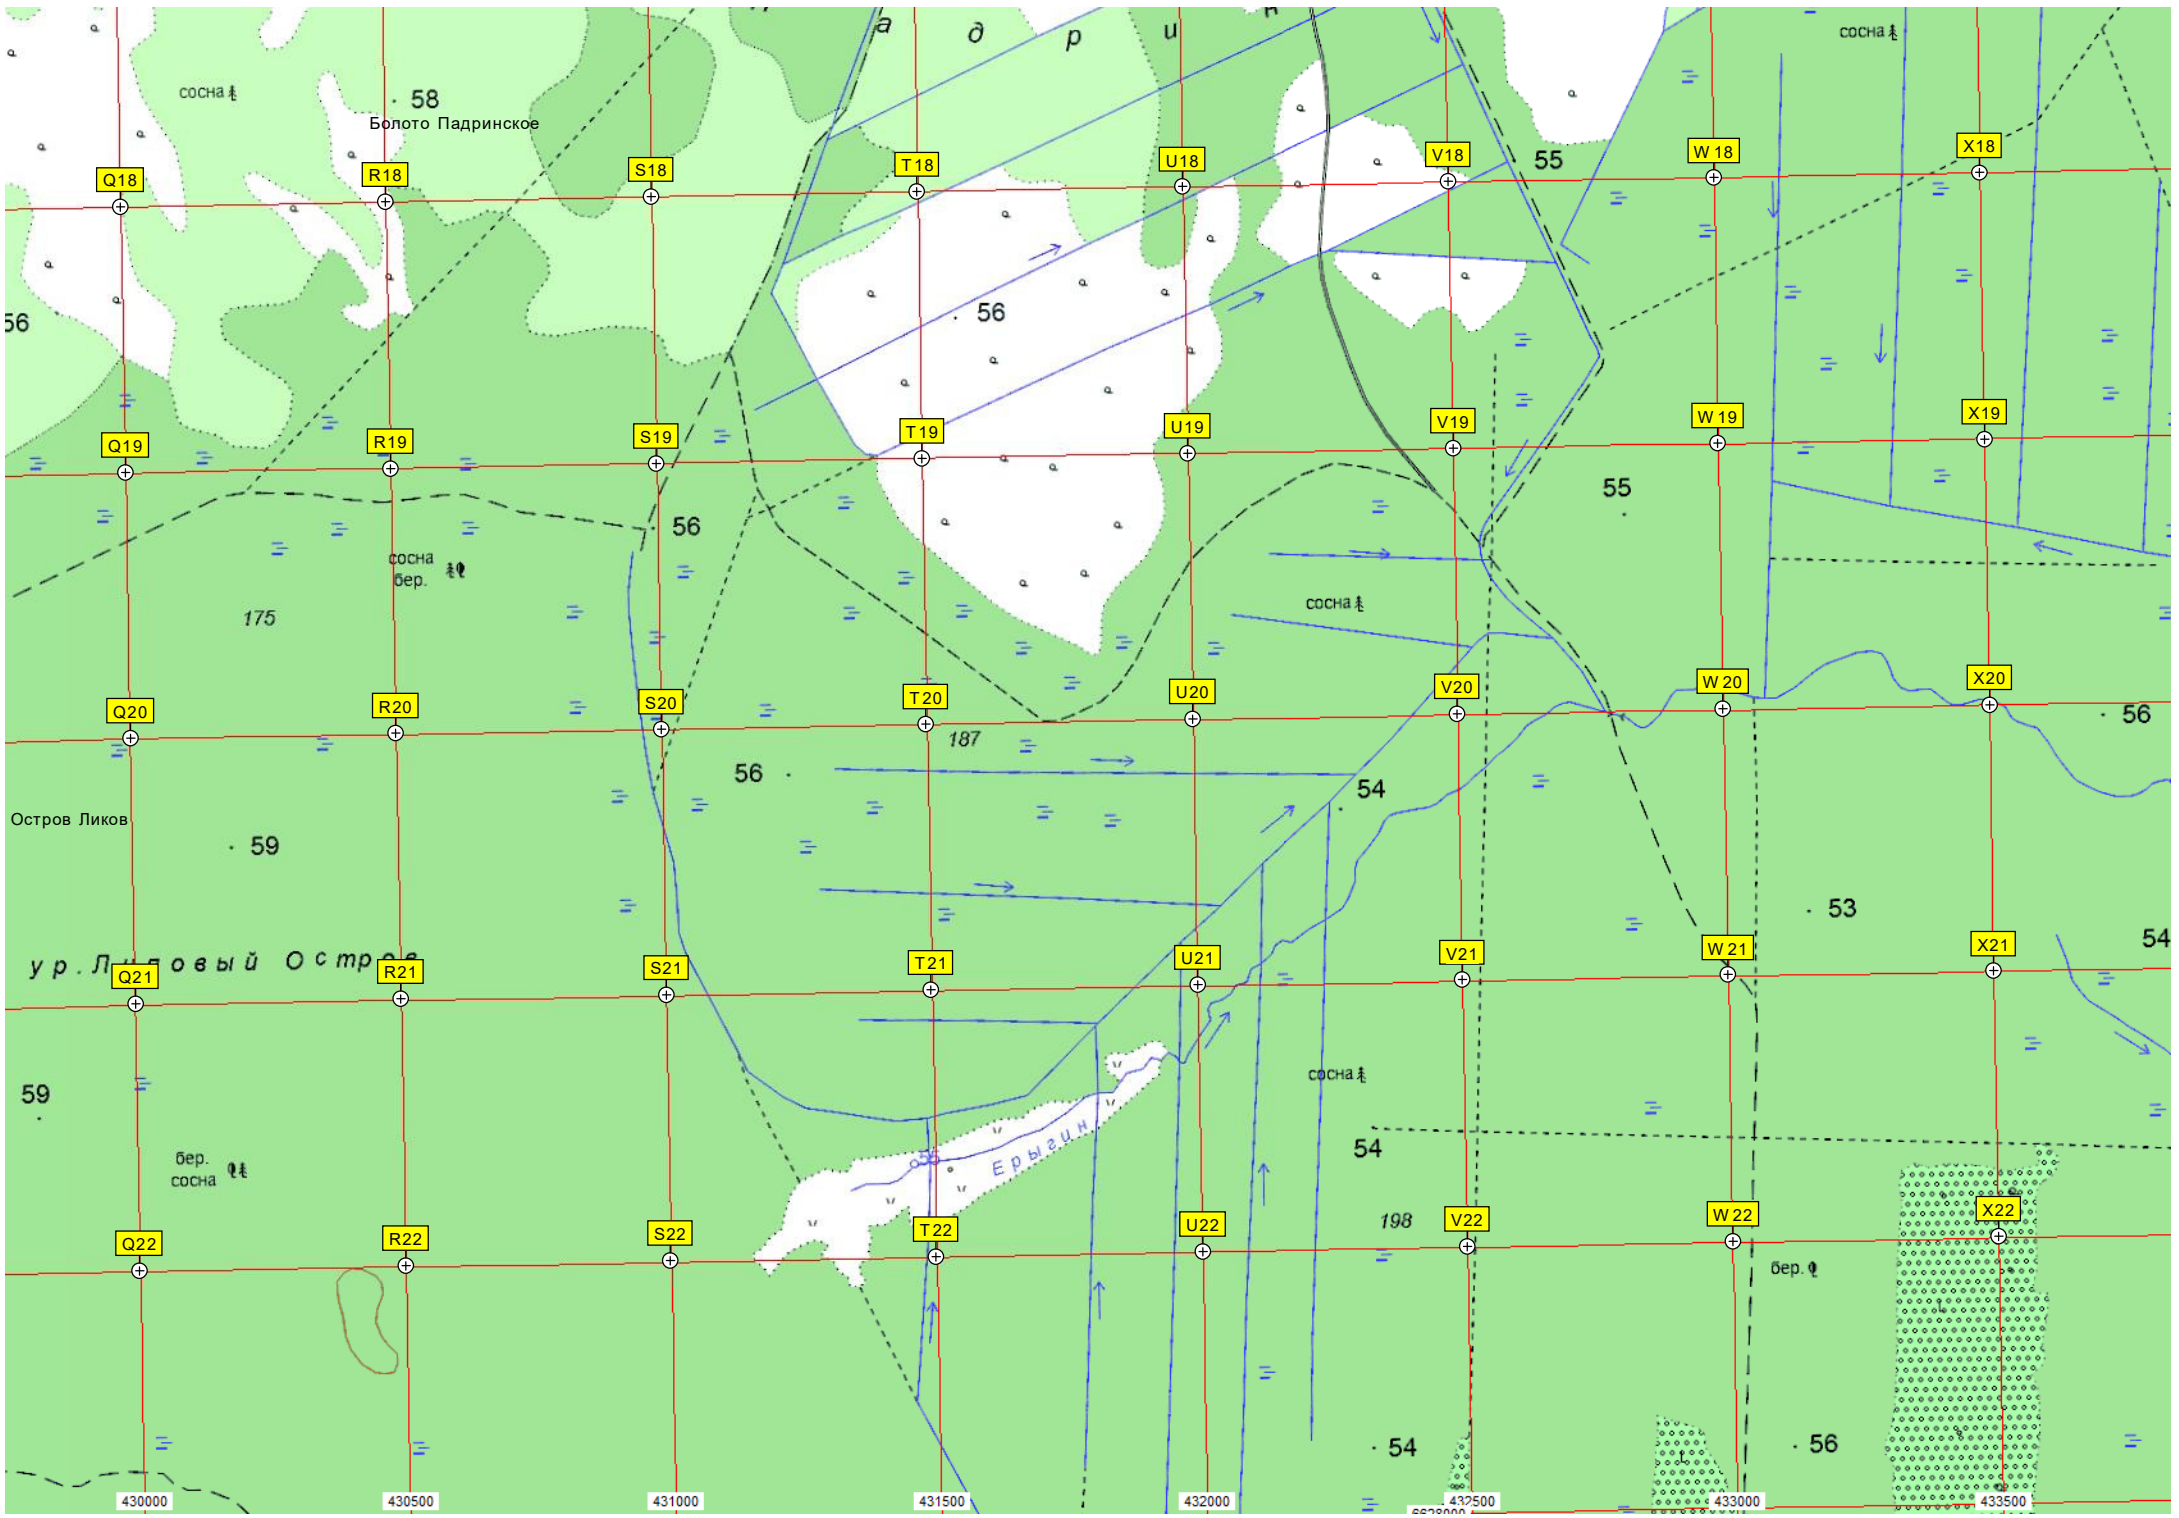 а д р и н
сосна
сосна
58
Болото Падринское
Q18
R18
S18
T18
U18
V18
55
W18
X18
56
56
Q19
R19
S19
T19
U19
V19
W19
X19
55
56
сосна
бер.
175
сосна
Q20
R20
S20
T20
U20
V20
W20
X20
56
187
56
54
Остров Ликов
59
53
54
ур. Липовый Остров
Q21
R21
S21
T21
U21
V21
W21
X21
59
сосна
54
Ерыгин
бер.
сосна
198
Q22
R22
S22
T22
U22
V22
W22
X22
бер.
54
56
430000
430500
431000
431500
432000
432500
433000
433500